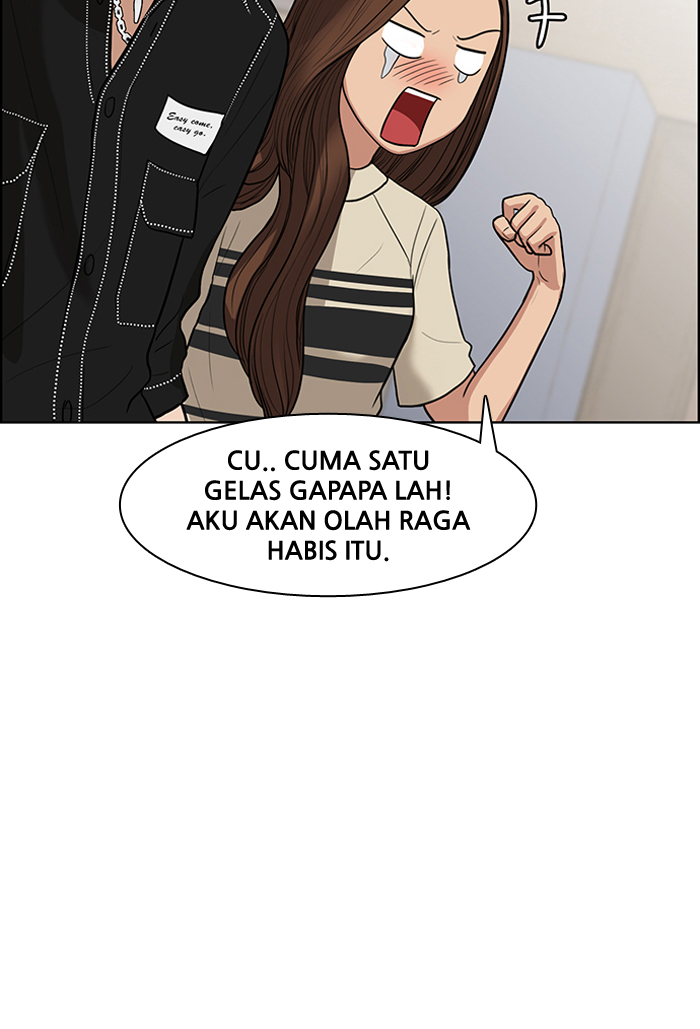 Easy come,
easy go.
CU.. CUMA SATU
GELAS GAPAPA LAH!
AKU AKAN OLAH RAGA
HABIS ITU.